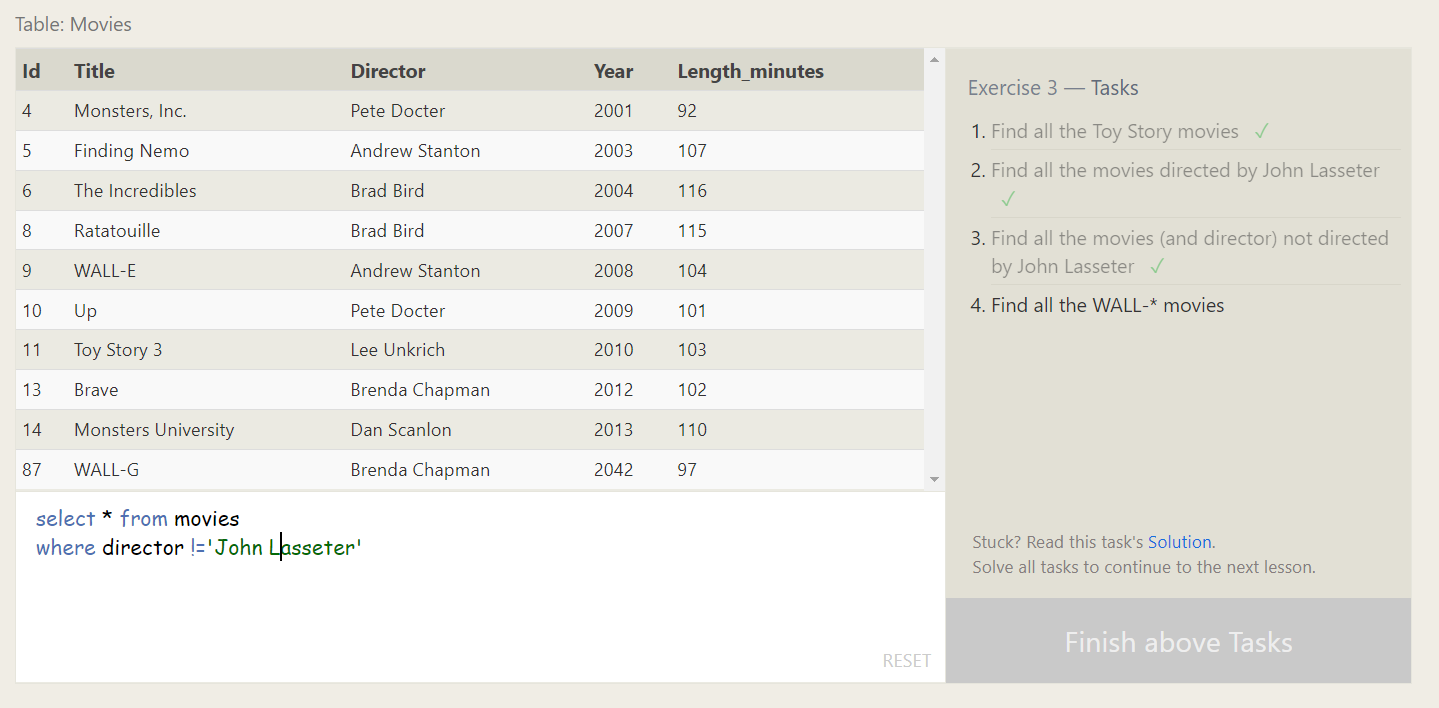 Table: Movies
Id Title Director Year Length_minutes
4 Monsters, Inc. Pete Docter 2001 92
5 Finding Nemo Andrew Stanton 2003 107
6 The Incredibles Brad Bird 2004 116
8 Ratatouille Brad Bird 2007 115
9 WALL-E Andrew Stanton 2008 104
10 Up Pete Docter 2009 101
11 Toy Story 3 Lee Unkrich 2010 103
13 Brave Brenda Chapman 2012 102
14 Monsters University Dan Scanlon 2013 110
87 WALL-G Brenda Chapman 2042 97
select * from movies
where director !='John Lasseter'
RESET
Exercise 3 — Tasks
1. Find all the Toy Story movies ✓
2. Find all the movies directed by John Lasseter
✓
3. Find all the movies (and director) not directed
by John Lasseter ✓
4. Find all the WALL-* movies
Stuck? Read this task's Solution.
Solve all tasks to continue to the next lesson.
Finish above Tasks